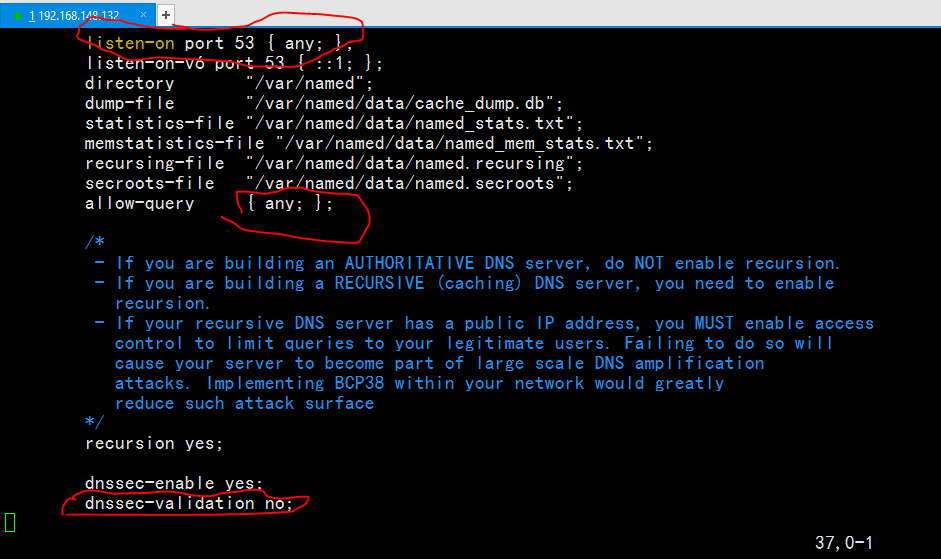 1 192.168.148.132 × +
listen-on port 53 { any; };
listen-on-v6 port 53 { ::1; };
directory "/var/named";
dump-file "/var/named/data/cache_dump.db";
statistics-file "/var/named/data/named_stats.txt";
memstatistics-file "/var/named/data/named_mem_stats.txt";
recursing-file "/var/named/data/named.recursing";
secroots-file "/var/named/data/named.secroots";
allow-query { any; };
/*
- If you are building an AUTHORITATIVE DNS server, do NOT enable recursion.
- If you are building a RECURSIVE (caching) DNS server, you need to enable
recursion.
- If your recursive DNS server has a public IP address, you MUST enable access
control to limit queries to your legitimate users. Failing to do so will
cause your server to become part of large scale DNS amplification
attacks. Implementing BCP38 within your network would greatly
reduce such attack surface
*/
recursion yes;
dnssec-enable yes;
dnssec-validation no;
37,0-1